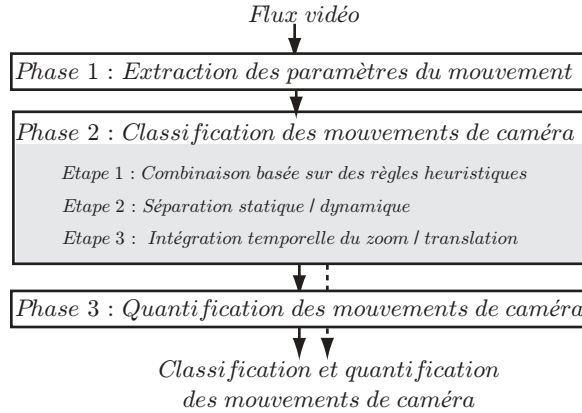 Flux vidéo
Phase 1 : Extraction des paramètres du mouvement
Phase 2 : Classification des mouvements de caméra
Etape 1 : Combinaison basée sur des règles heuristiques
Etape 2 : Séparation statique / dynamique
Etape 3 : Intégration temporelle du zoom / translation
Phase 3 : Quantification des mouvements de caméra
Classification et quantification
des mouvements de caméra